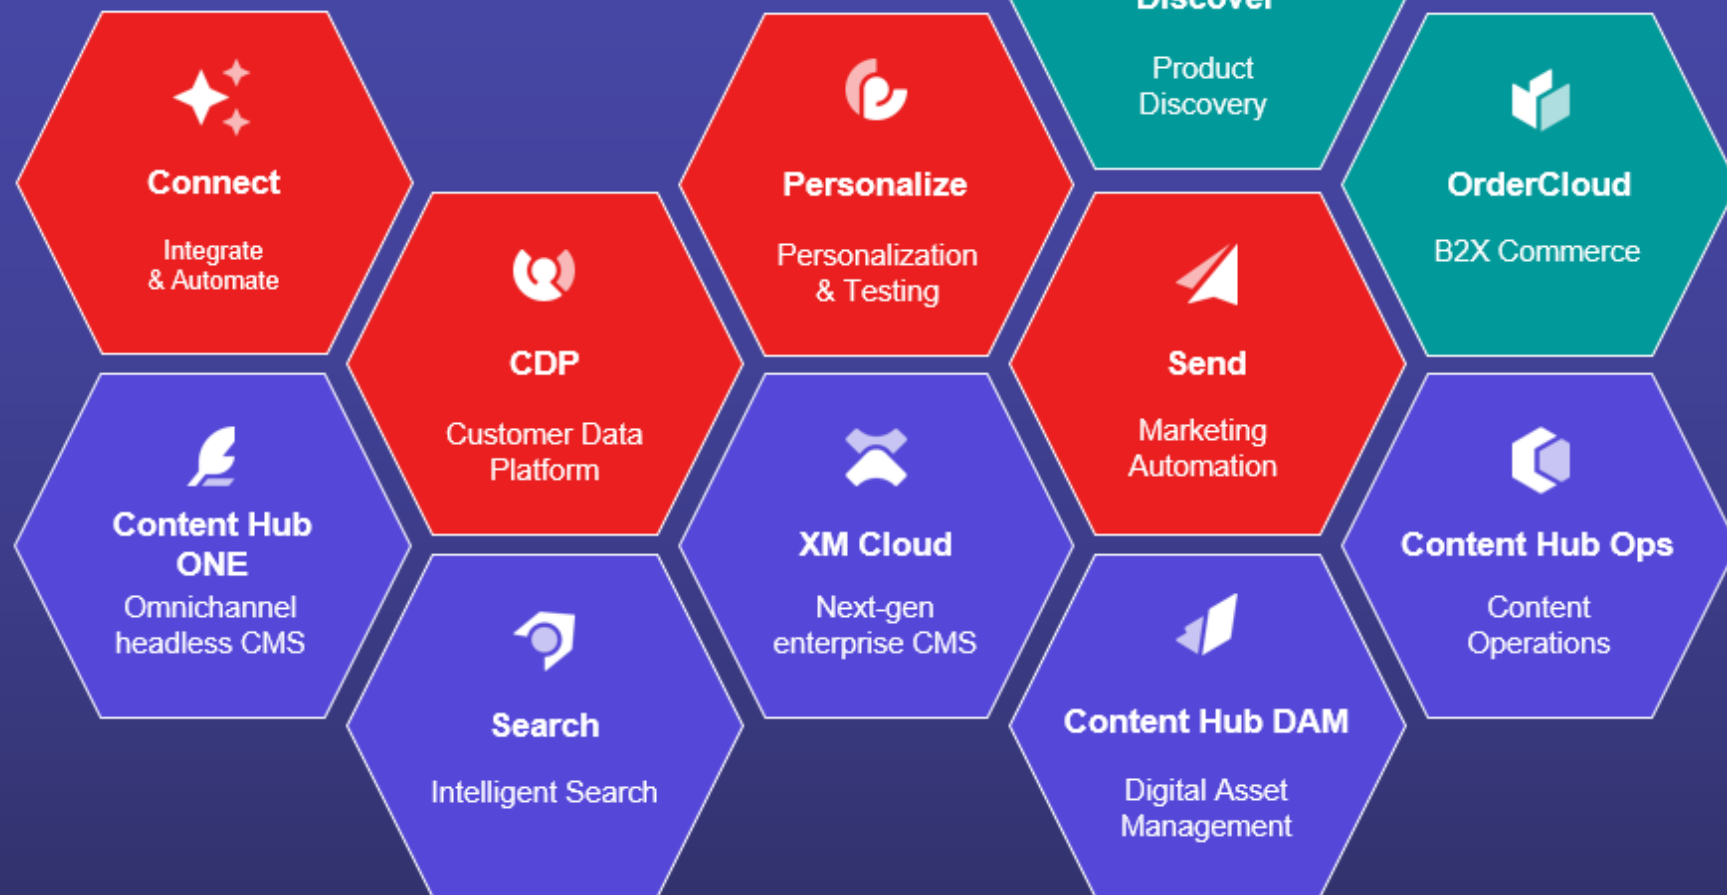 Discover
Product
Discovery
Connect
Integrate
& Automate
Personalize
Personalization
& Testing
OrderCloud
B2X Commerce
CDP
Customer Data
Platform
Send
Marketing
Automation
Content Hub
ONE
Omnichannel
headless CMS
XM Cloud
Next-gen
enterprise CMS
Content Hub Ops
Content
Operations
Search
Intelligent Search
Content Hub DAM
Digital Asset
Management